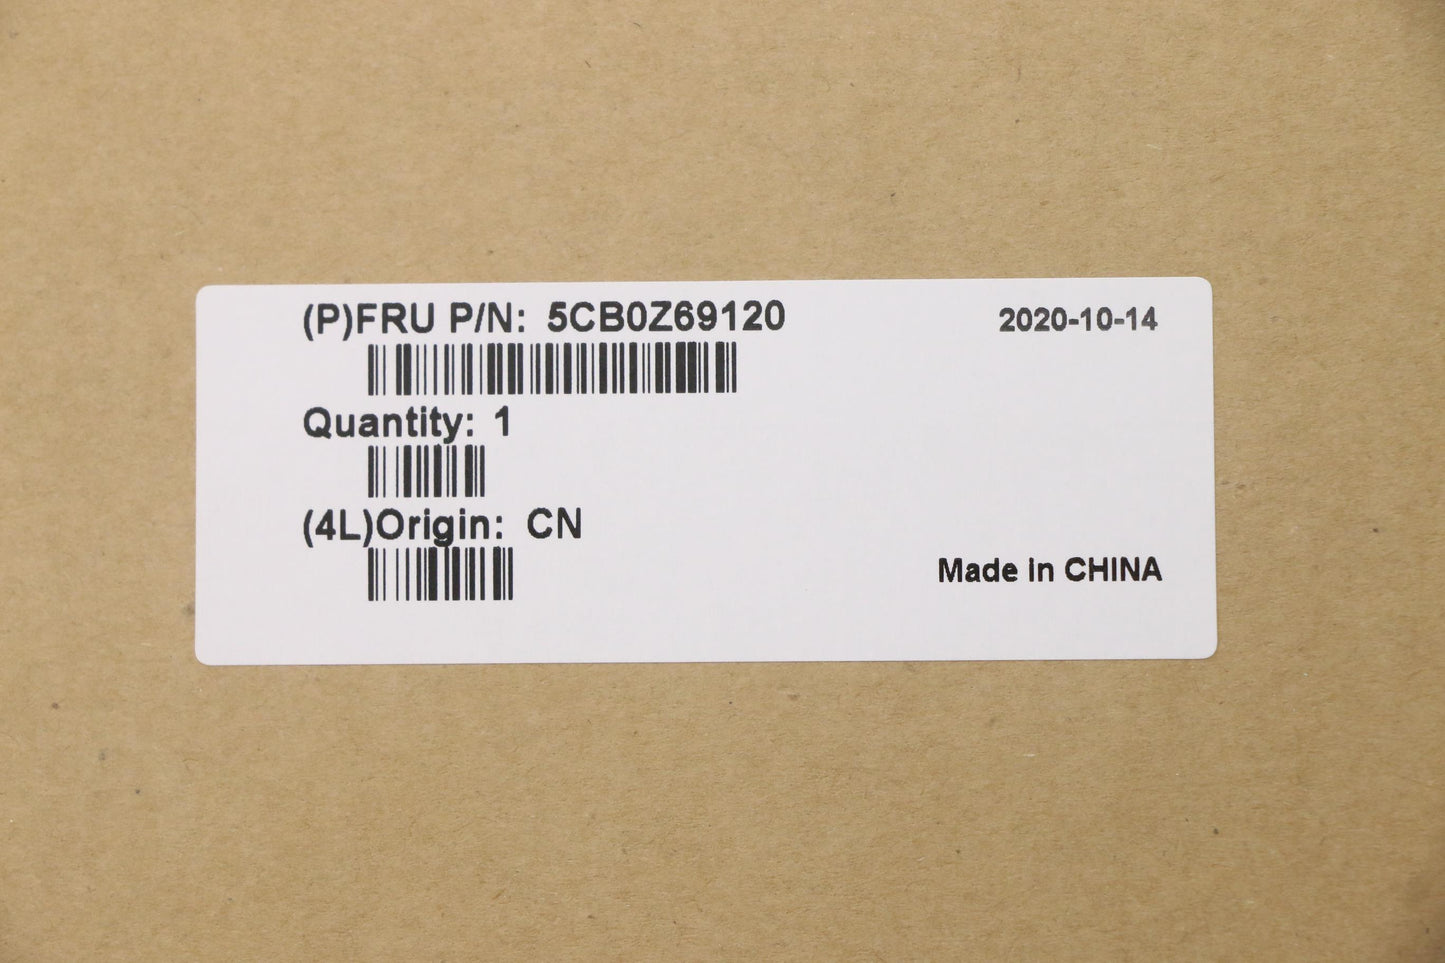 (P)FRU P/N: 5CB0Z69120
2020-10-14
Quantity: 1
(4L)Origin: CN
Made in CHINA